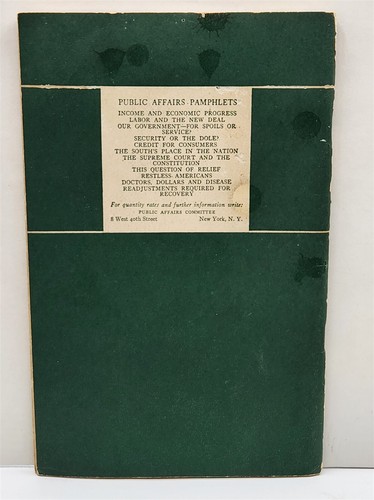 PUBLIC AFFAIRS PAMPHLETS
INCOME AND ECONOMIC PROGRESS
LABOR AND THE NEW DEAL
OUR GOVERNMENT—FOR SPOILS OR
SERVICE?
SECURITY OR THE DOLE?
CREDIT FOR CONSUMERS
THE SOUTH'S PLACE IN THE NATION
THE SUPREME COURT AND THE
CONSTITUTION
THIS QUESTION OF RELIEF
RESTLESS AMERICANS
DOCTORS, DOLLARS AND DISEASE
READJUSTMENTS REQUIRED FOR
RECOVERY
For quantity rates and further information write:
PUBLIC AFFAIRS COMMITTEE
8 West 40th Street New York, N. Y.